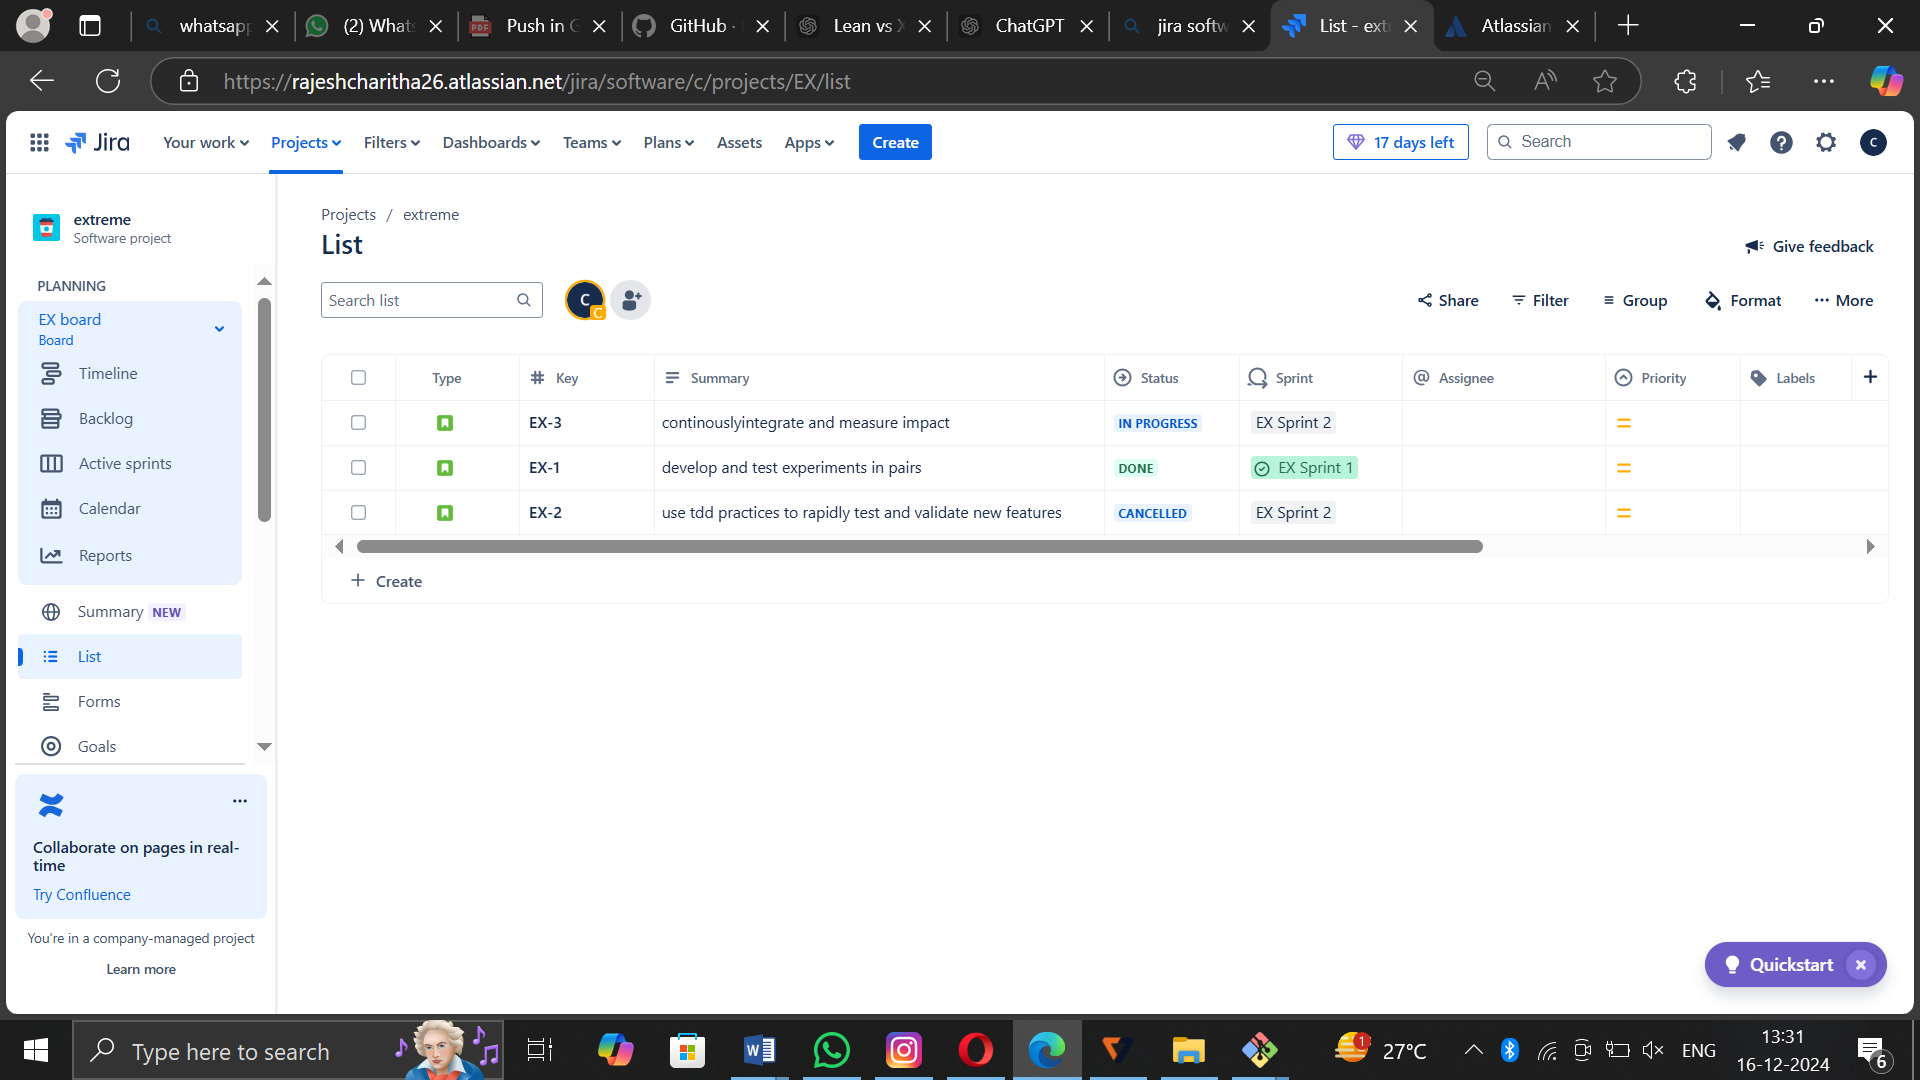 whatsapp
(2) Whats
Push in G
GitHub ·
Lean vs X
ChatGPT
jira softw
List - ext
Atlassian
https://rajeshcharitha26.atlassian.net/jira/software/c/projects/EX/list
Jira
Your work
Projects
Filters
Dashboards
Teams
Plans
Assets
Apps
Create
17 days left
Search
C
extreme
Software project
PLANNING
EX board
Board
Timeline
Backlog
Active sprints
Calendar
Reports
Summary NEW
List
Forms
Goals
Collaborate on pages in real-
time
Try Confluence
You're in a company-managed project
Learn more
Projects / extreme
List
Give feedback
Search list
C
C
Share
Filter
Group
Format
More
Type Key Summary Status Sprint Assignee Priority Labels
EX-3 continouslyintegrate and measure impact IN PROGRESS EX Sprint 2
EX-1 develop and test experiments in pairs DONE EX Sprint 1
EX-2 use tdd practices to rapidly test and validate new features CANCELLED EX Sprint 2
+ Create
Quickstart
Type here to search
1
27°C
ENG
13:31
16-12-2024
6